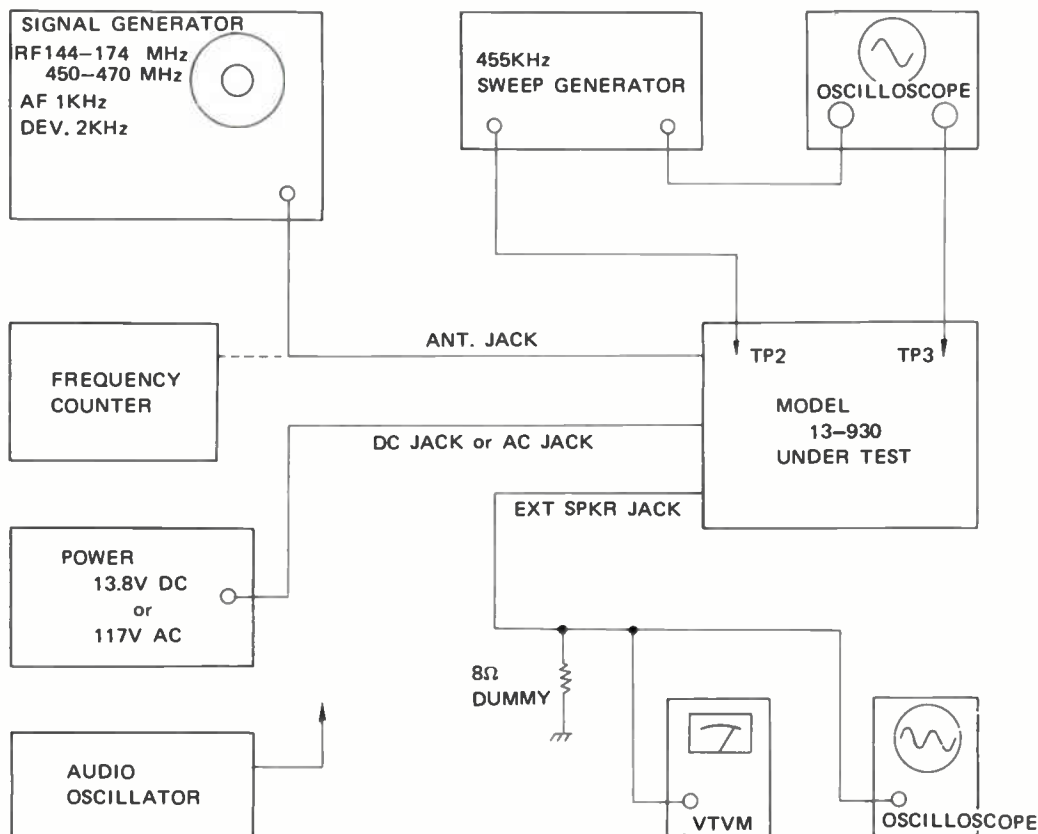 SIGNAL GENERATOR
RF144–174 MHz
450–470 MHz
AF 1KHz
DEV. 2KHz
455KHz
SWEEP GENERATOR
OSCILLOSCOPE
FREQUENCY
COUNTER
ANT. JACK
TP2
TP3
MODEL
13–930
UNDER TEST
DC JACK or AC JACK
EXT SPKR JACK
POWER
13.8V DC
or
117V AC
8Ω
DUMMY
AUDIO
OSCILLATOR
VTVM
OSCILLOSCOPE